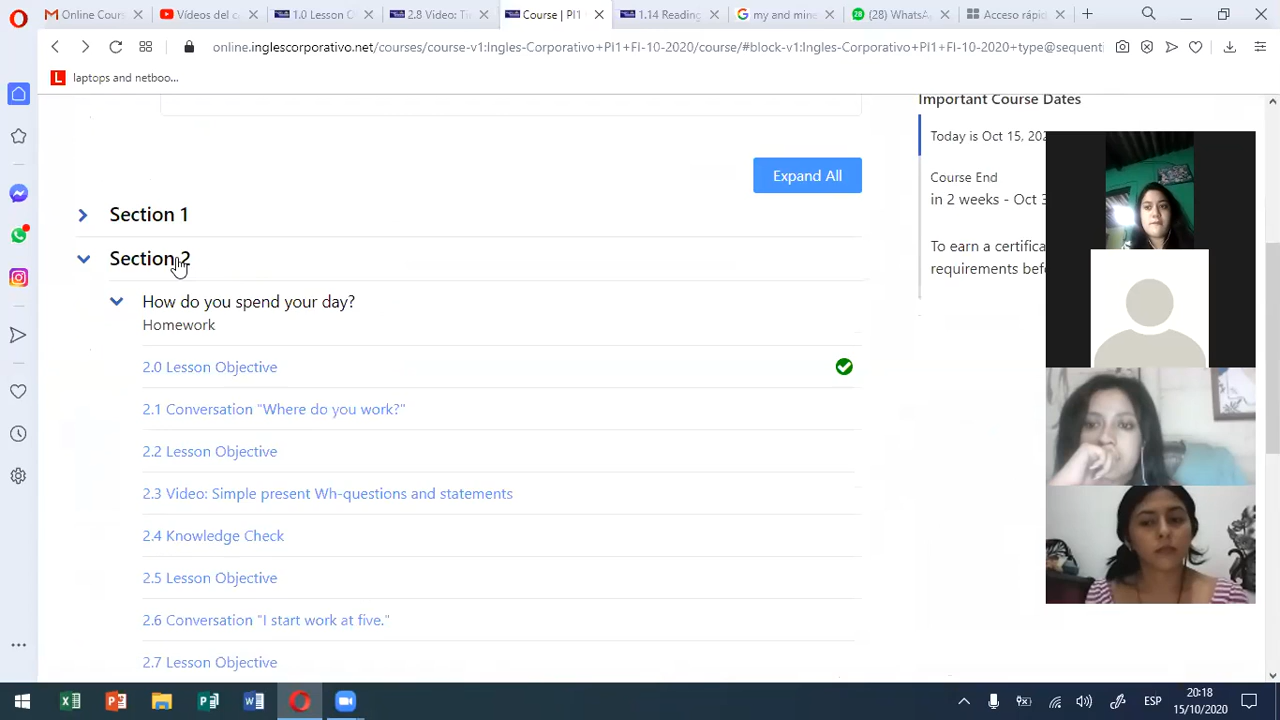 Online Cours
Vídeos del c
1.0 Lesson O
2.8 Video: Ti
Course | PI1
1.14 Reading
my and mine
(28) WhatsA
Acceso rápi
online.inglescorporativo.net/courses/course-v1:Ingles-Corporativo+PI1+FI-10-2020/course/#block-v1:Ingles-Corporativo+PI1+FI-10-2020+type@sequenti
L laptops and netboo...
Important Course Dates
Today is Oct 15, 202
Expand All
Course End
in 2 weeks - Oct 3
Section 1
To earn a certifica
requirements befo
Section 2
How do you spend your day?
Homework
2.0 Lesson Objective
2.1 Conversation "Where do you work?"
2.2 Lesson Objective
2.3 Video: Simple present Wh-questions and statements
2.4 Knowledge Check
2.5 Lesson Objective
2.6 Conversation "I start work at five."
2.7 Lesson Objective
ESP
20:18
15/10/2020